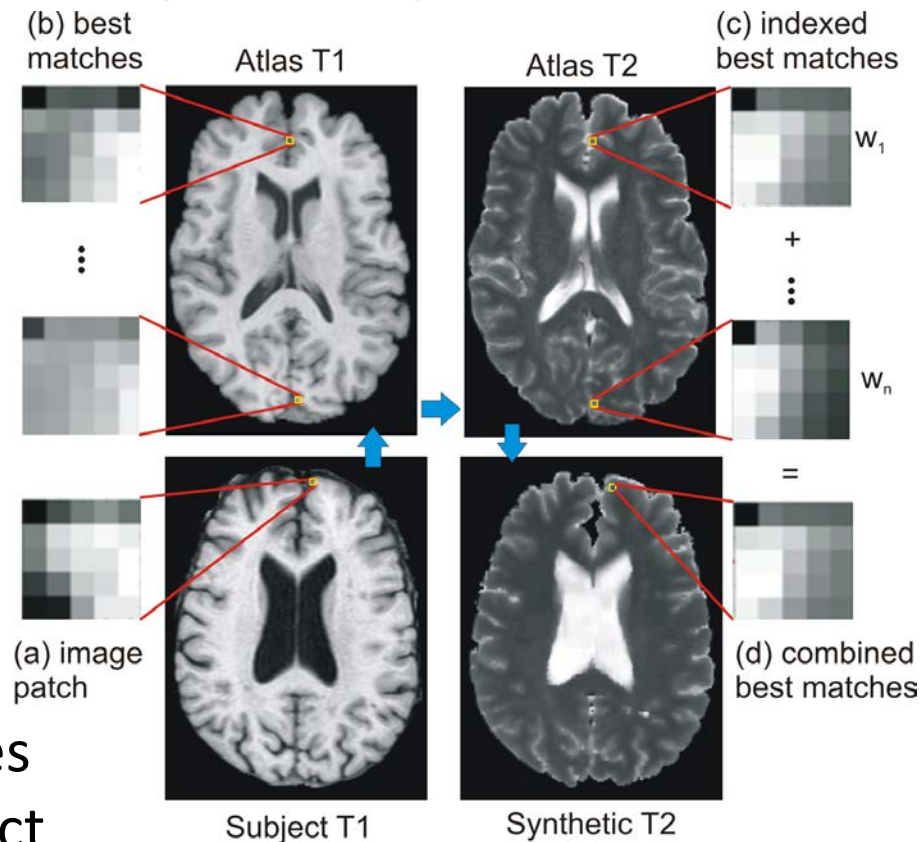 (b) best
matches
Atlas T1
Atlas T2
(c) indexed
best matches
w1
+
wn
=
(a) image
patch
(d) combined
best matches
Subject T1
Synthetic T2